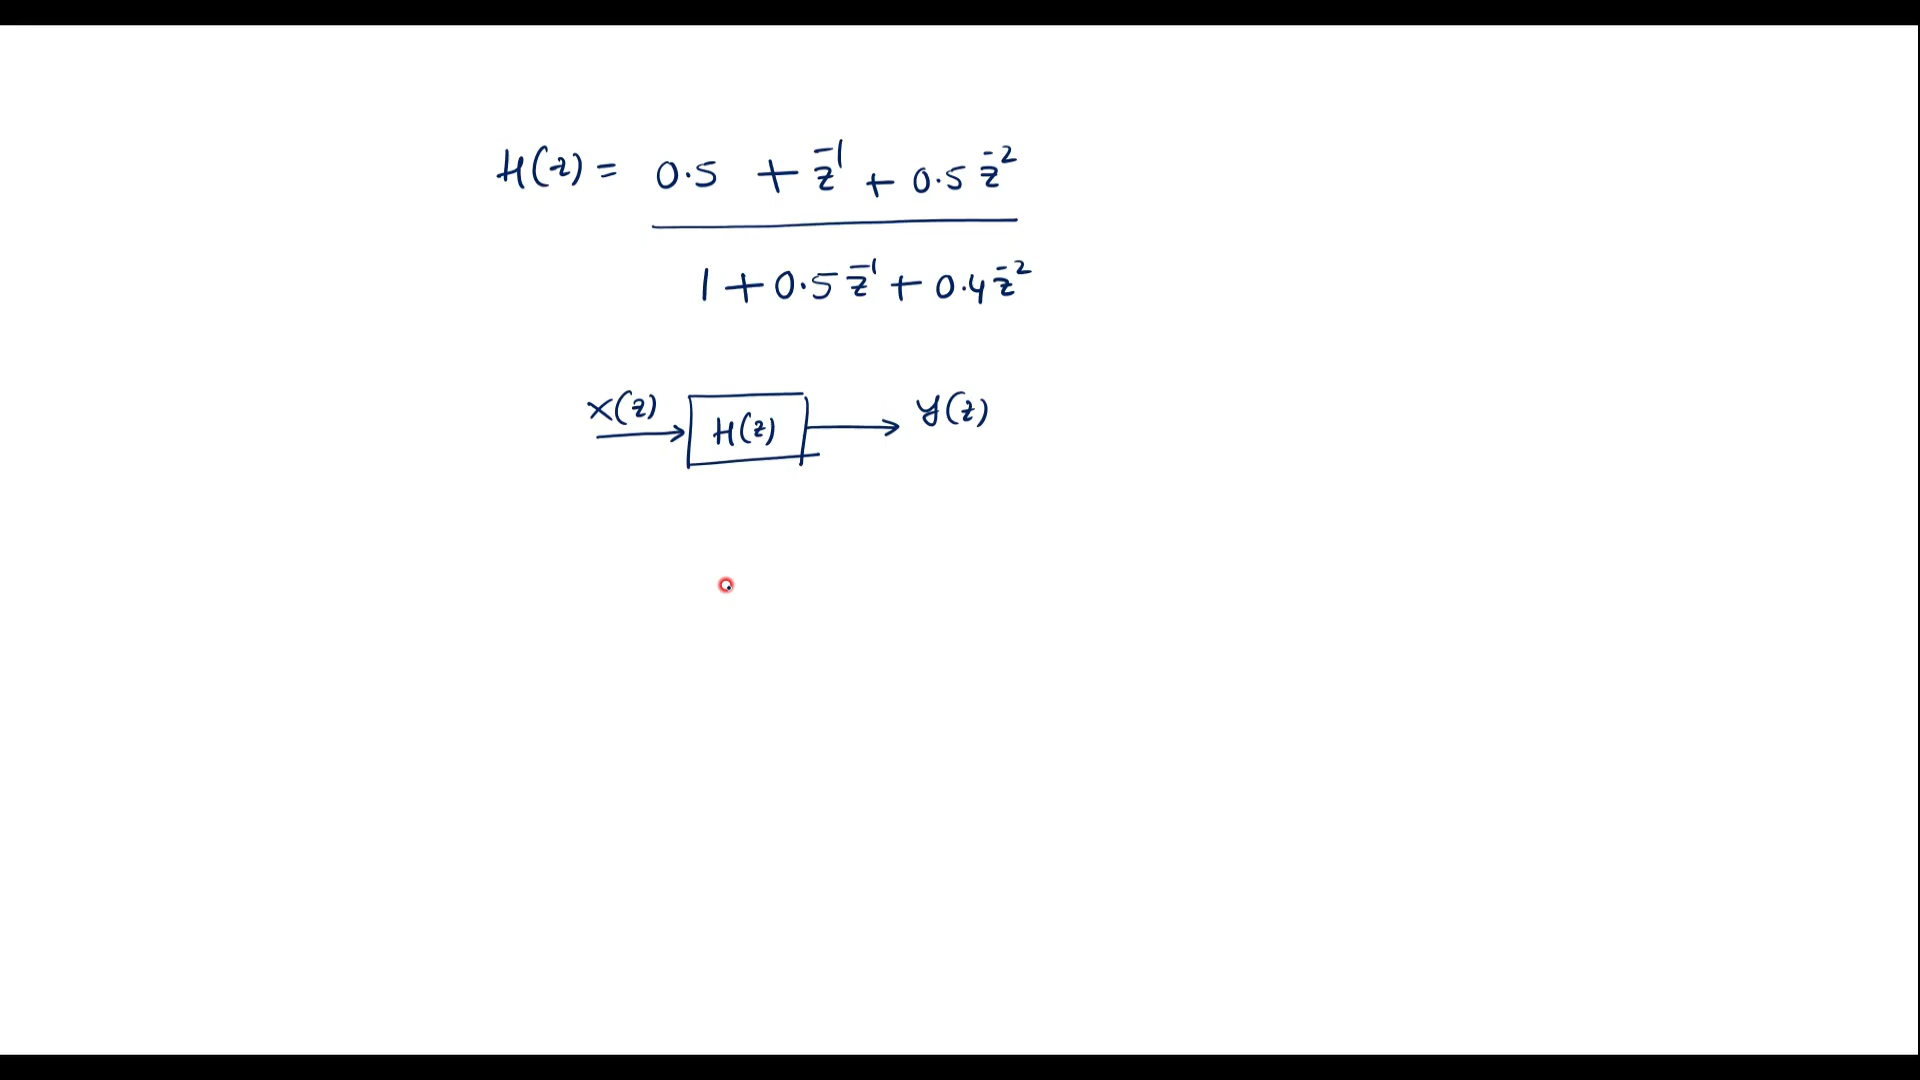 H(z) = 0.5 + z⁻¹ + 0.5 z⁻²
1 + 0.5 z⁻¹ + 0.4 z⁻²
X(z) H(z) Y(z)